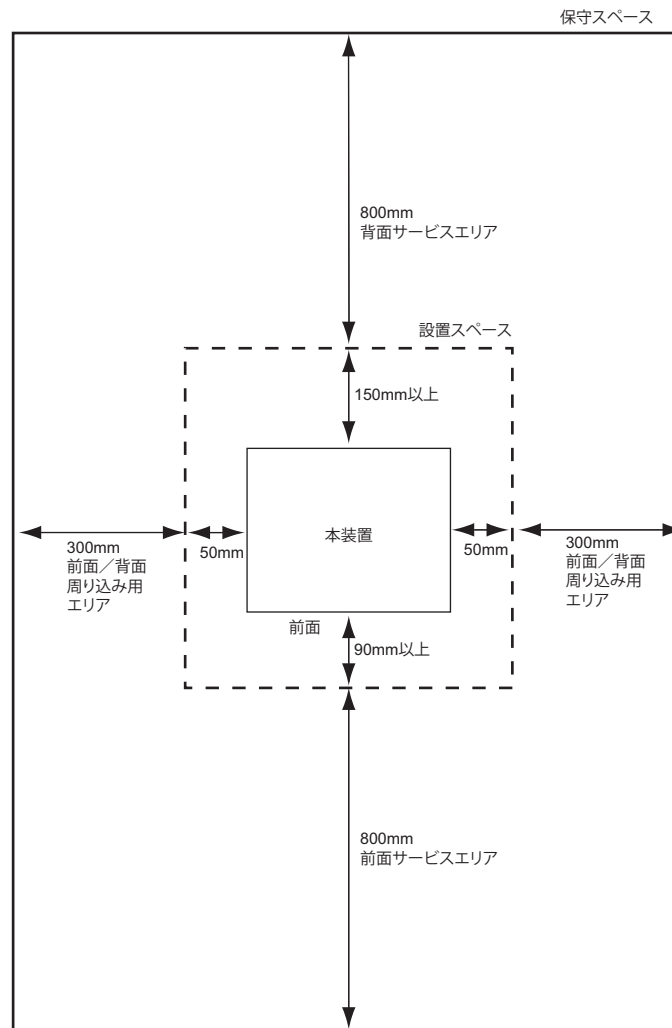 保守スペース
800mm
背面サービスエリア
設置スペース
150mm以上
本装置
50mm
50mm
300mm
前面／背面
周り込み用
エリア
300mm
前面／背面
周り込み用
エリア
前面
90mm以上
800mm
前面サービスエリア